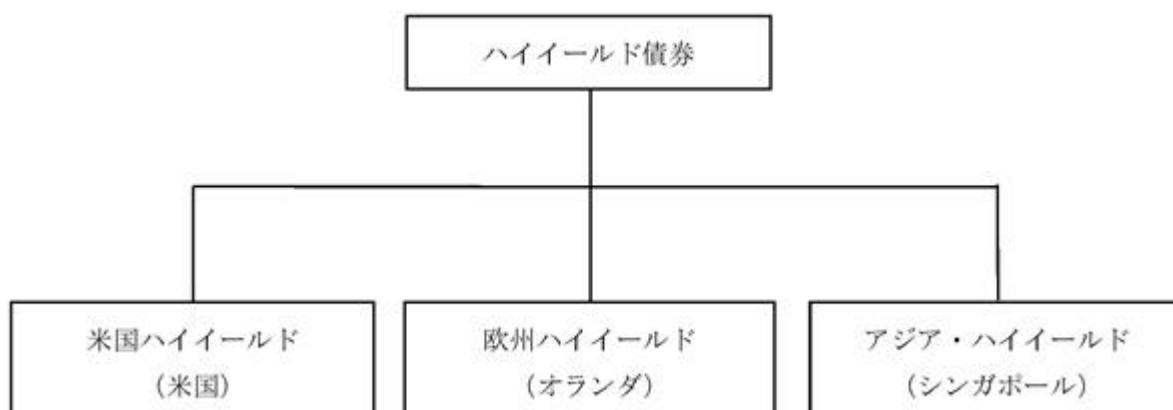 ハイイールド債券
米国ハイイールド
（米国）
欧州ハイイールド
（オランダ）
アジア・ハイイールド
（シンガポール）